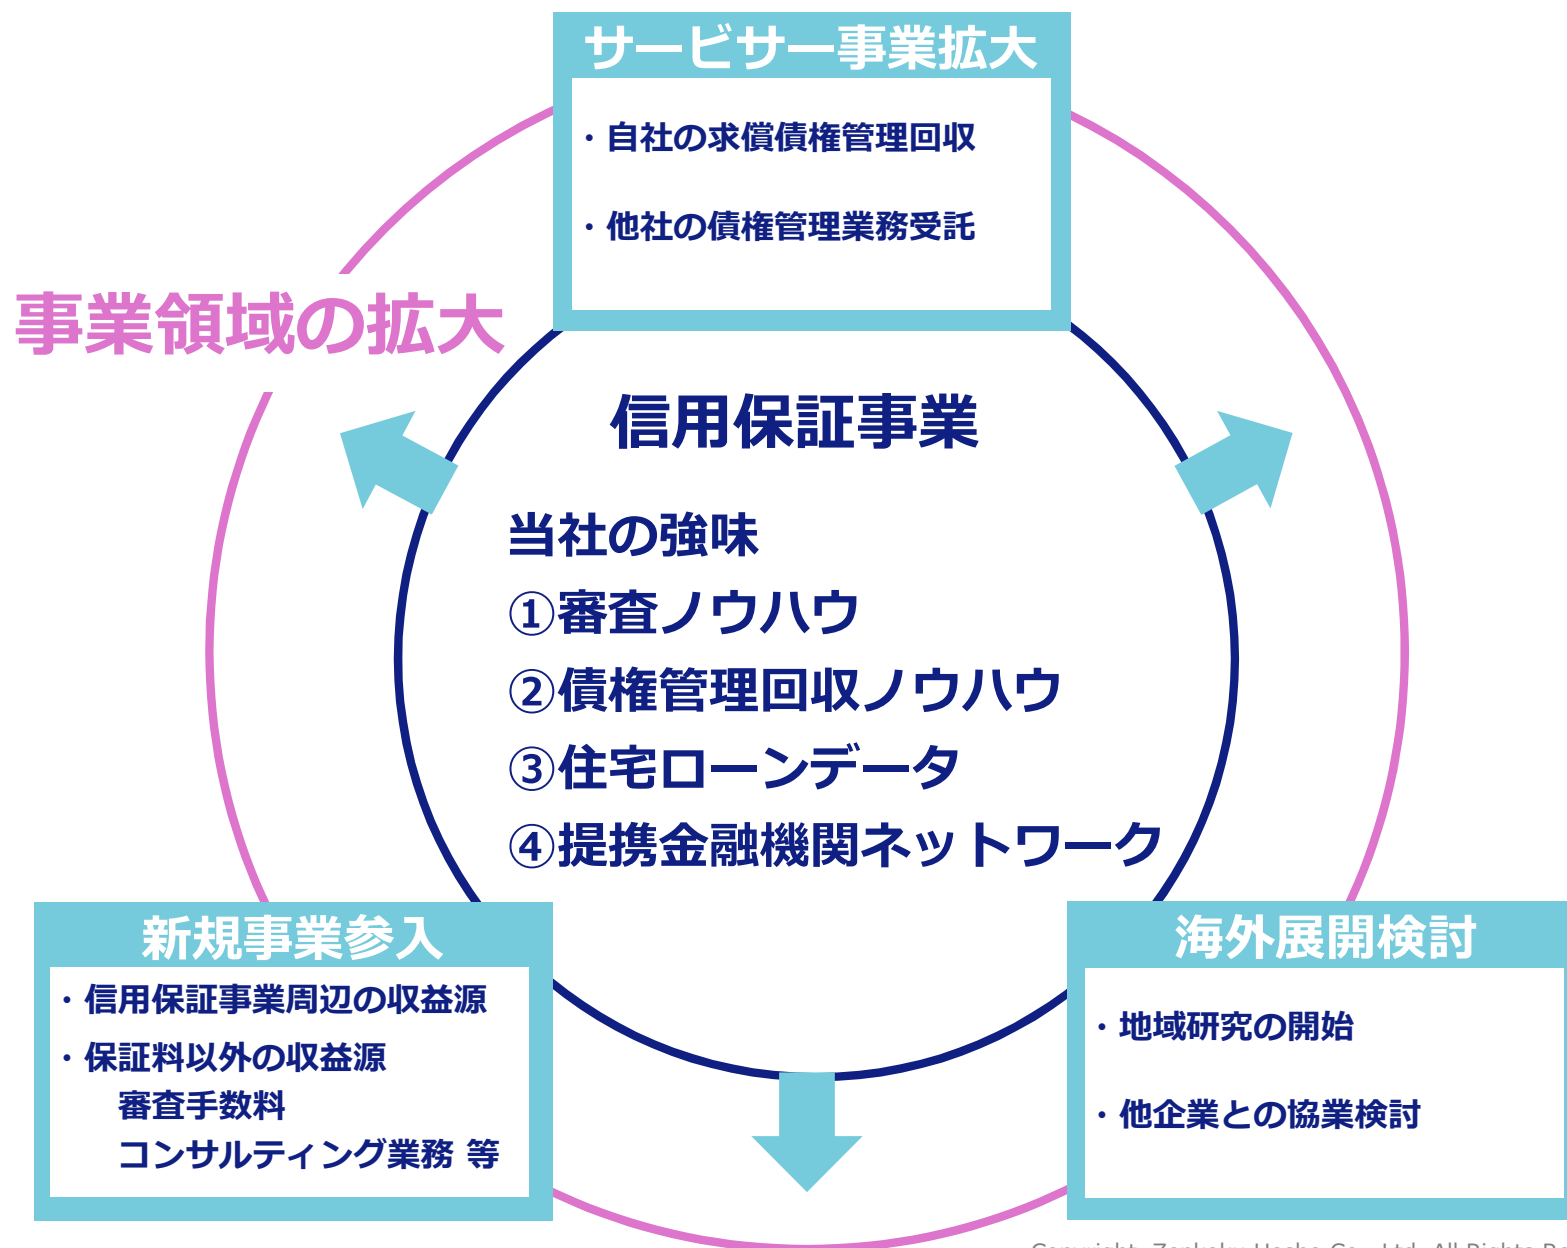 サービサー事業拡大
・自社の求償債権管理回収
・他社の債権管理業務受託
事業領域の拡大
信用保証事業
当社の強味
①審査ノウハウ
②債権管理回収ノウハウ
③住宅ローンデータ
④提携金融機関ネットワーク
新規事業参入
・信用保証事業周辺の収益源
・保証料以外の収益源
審査手数料
コンサルティング業務 等
海外展開検討
・地域研究の開始
・他企業との協業検討